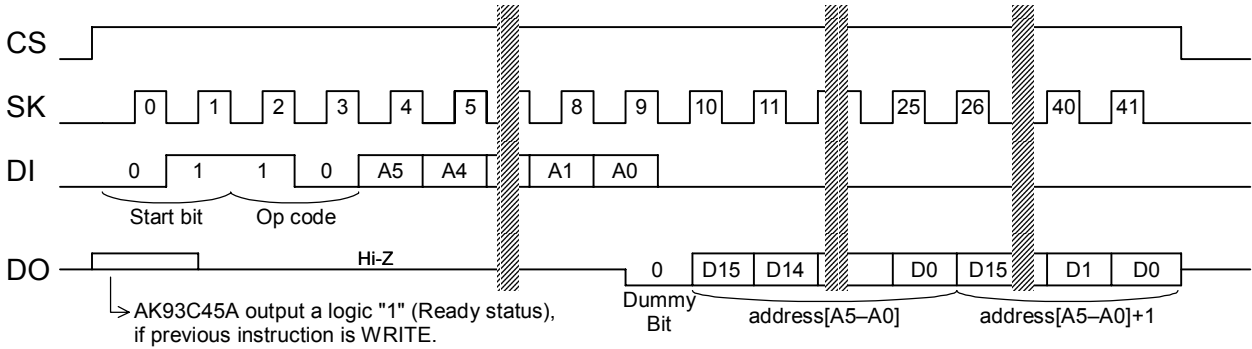 CS
SK 0 1 2 3 4 5 8 9 10 11 25 26 40 41
DI 0 1 1 0 A5 A4 A1 A0
Start bit Op code
DO Hi-Z 0 D15 D14 D0 D15 D1 D0
AK93C45A output a logic "1" (Ready status),
if previous instruction is WRITE.
Dummy
Bit
address[A5–A0] address[A5–A0]+1